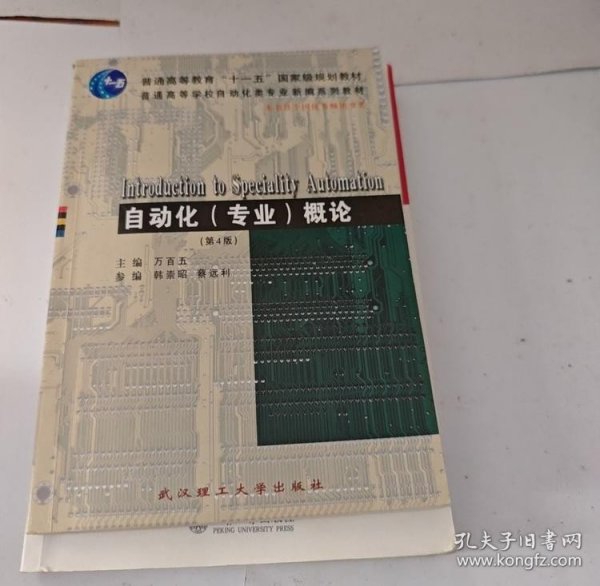 十一五
普通高等教育“十一五”国家级规划教材
普通高等学校自动化类专业新编系列教材
Introduction to Speciality Automation
自动化（专业）概论
（第4版）
主编 万百五
参编 韩崇昭 蔡远利
武汉理工大学出版社
PEKING UNIVERSITY PRESS
孔夫子旧书网
www.kongfz.com